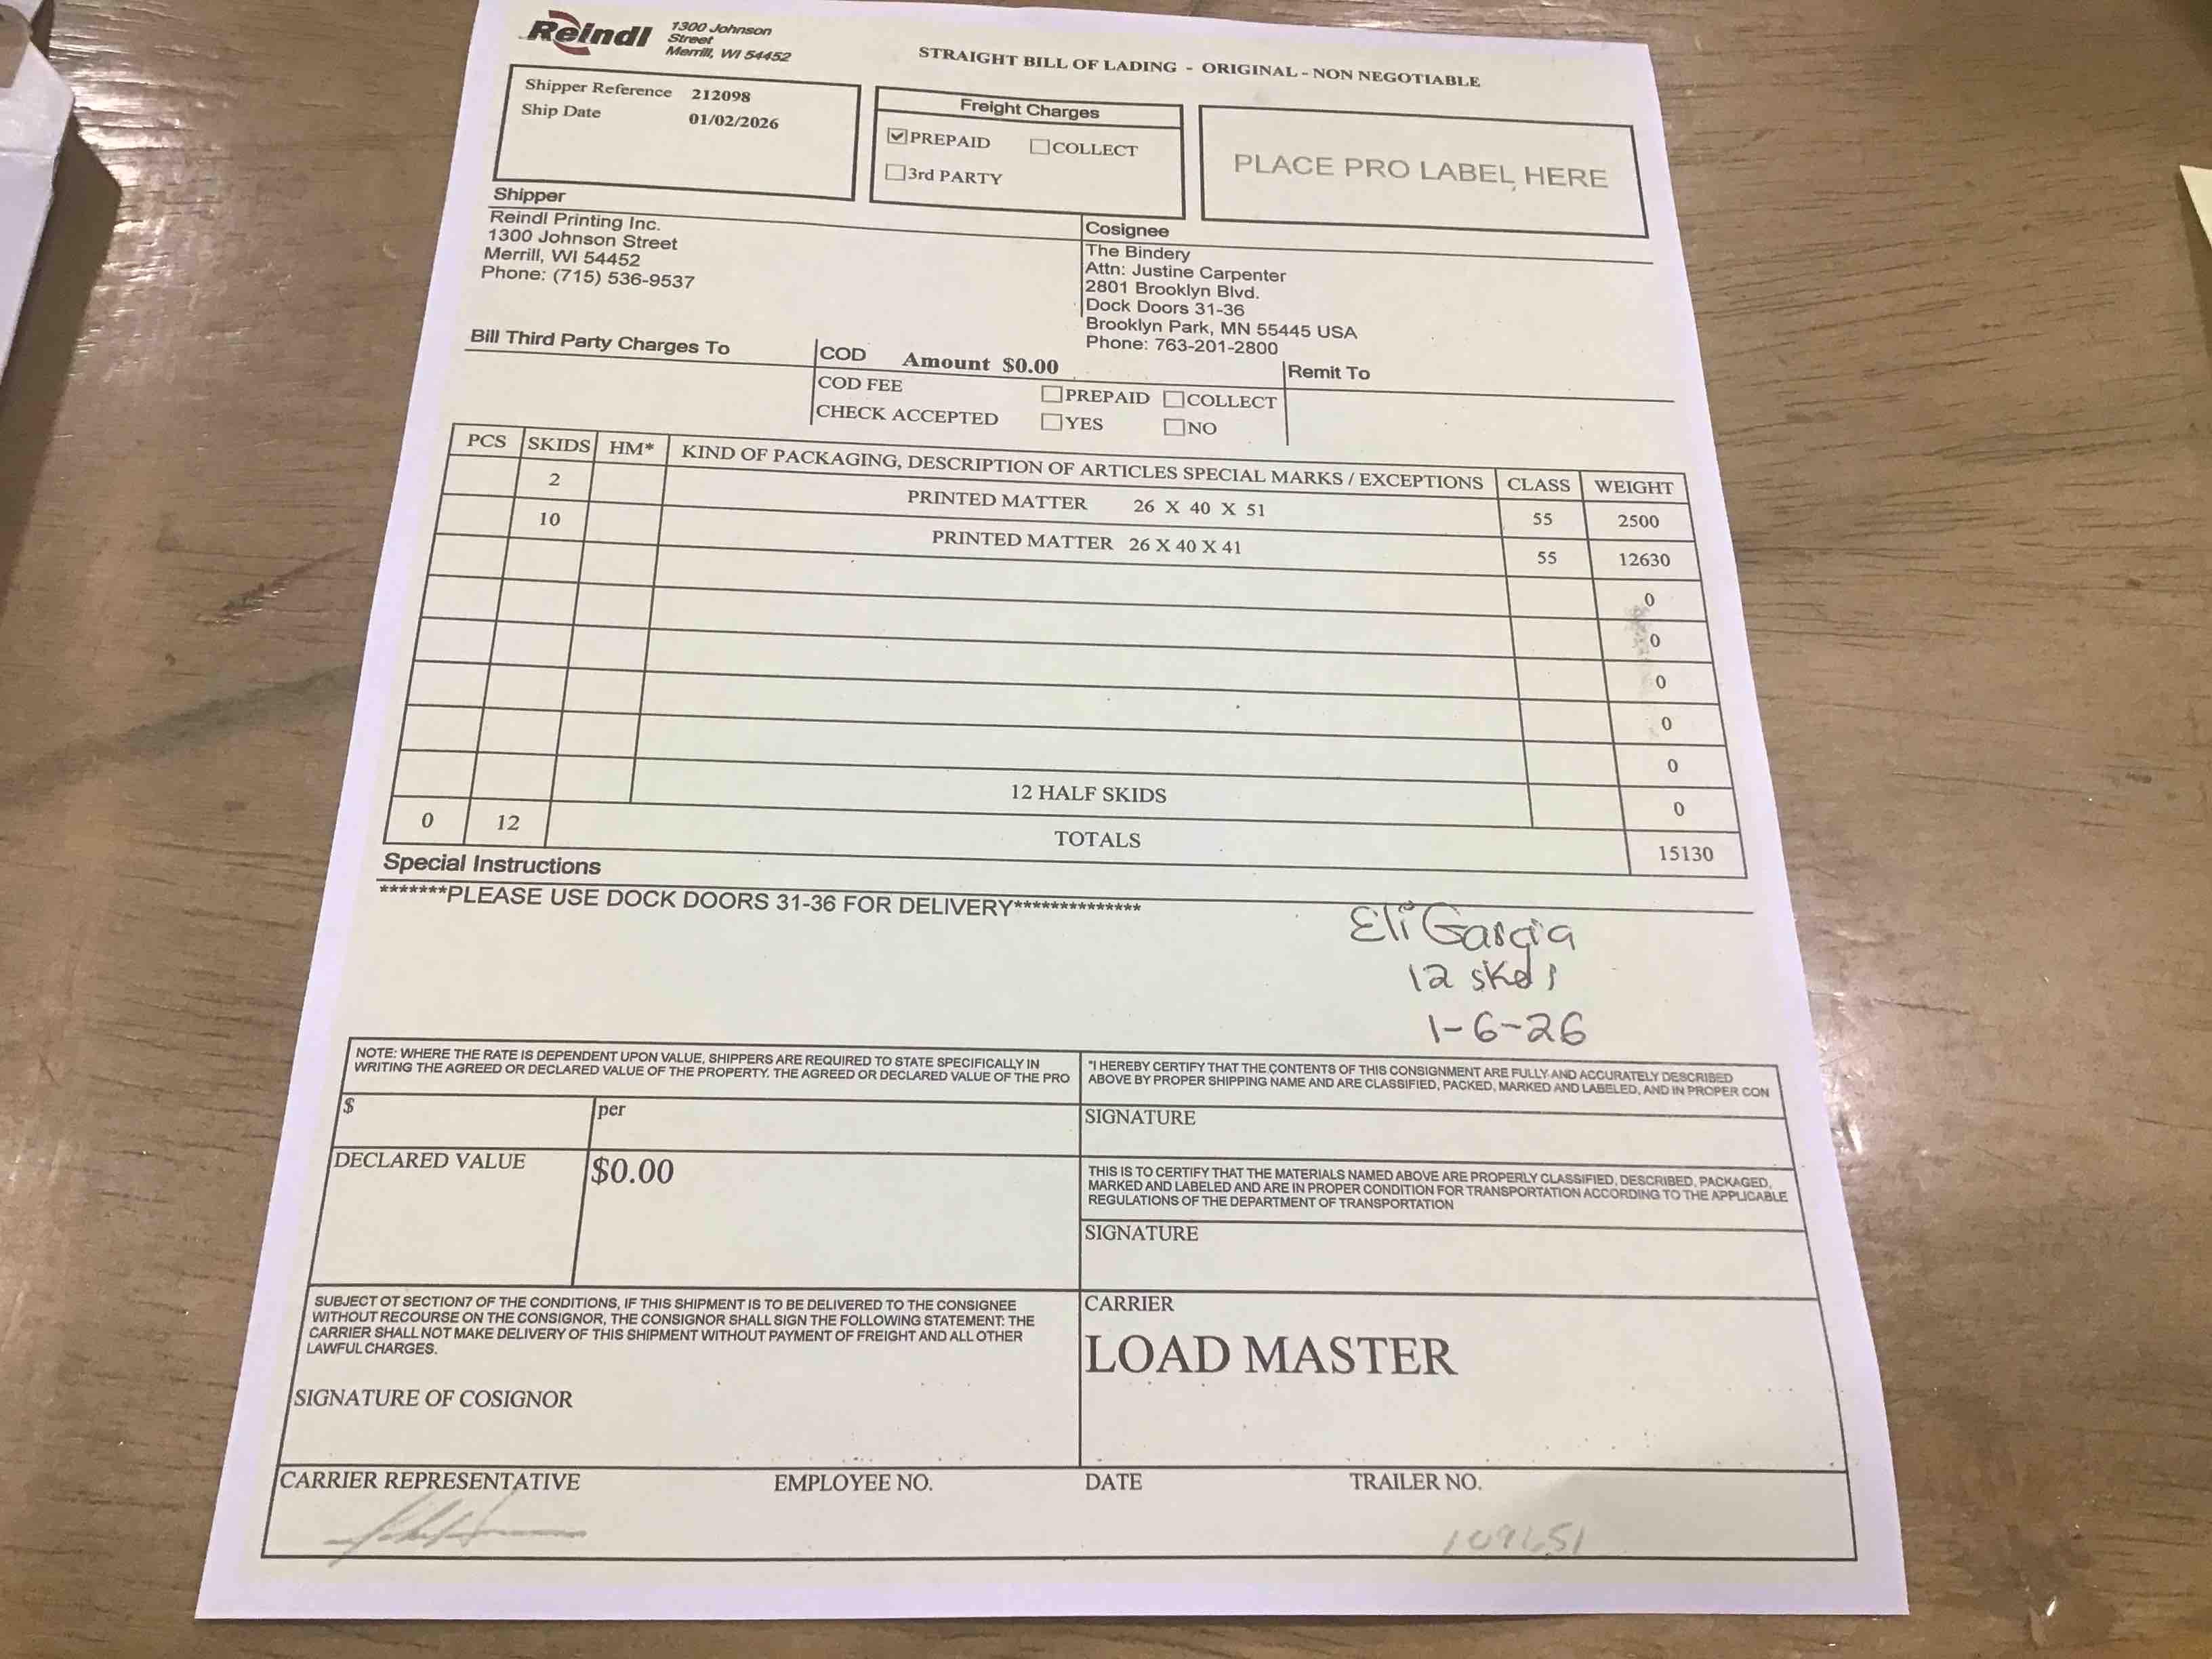 Reindl
1300 Johnson
Street
Merrill, WI 54452
STRAIGHT BILL OF LADING - ORIGINAL - NON NEGOTIABLE
Shipper Reference 212098
Ship Date 01/02/2026
Freight Charges
PREPAID COLLECT
3rd PARTY
PLACE PRO LABEL HERE
Shipper
Reindl Printing Inc.
1300 Johnson Street
Merrill, WI 54452
Phone: (715) 536-9537
Cosignee
The Bindery
Attn: Justine Carpenter
2801 Brooklyn Blvd.
Dock Doors 31-36
Brooklyn Park, MN 55445 USA
Phone: 763-201-2800
Bill Third Party Charges To
COD Amount $0.00
COD FEE PREPAID COLLECT
CHECK ACCEPTED YES NO
Remit To
PCS SKIDS HM* KIND OF PACKAGING, DESCRIPTION OF ARTICLES SPECIAL MARKS / EXCEPTIONS CLASS WEIGHT
2 PRINTED MATTER 26 X 40 X 51 55 2500
10 PRINTED MATTER 26 X 40 X 41 55 12630
0
0
0
0
0
12 HALF SKIDS 0
0 12 TOTALS 15130
Special Instructions
*******PLEASE USE DOCK DOORS 31-36 FOR DELIVERY**************
Eli Garcia
12 skds
1-6-26
NOTE: WHERE THE RATE IS DEPENDENT UPON VALUE, SHIPPERS ARE REQUIRED TO STATE SPECIFICALLY IN
WRITING THE AGREED OR DECLARED VALUE OF THE PROPERTY. THE AGREED OR DECLARED VALUE OF THE PRO
$ per
DECLARED VALUE $0.00
"I HEREBY CERTIFY THAT THE CONTENTS OF THIS CONSIGNMENT ARE FULLY AND ACCURATELY DESCRIBED
ABOVE BY PROPER SHIPPING NAME AND ARE CLASSIFIED, PACKED, MARKED AND LABELED, AND IN PROPER CON
SIGNATURE
THIS IS TO CERTIFY THAT THE MATERIALS NAMED ABOVE ARE PROPERLY CLASSIFIED, DESCRIBED, PACKAGED,
MARKED AND LABELED AND ARE IN PROPER CONDITION FOR TRANSPORTATION ACCORDING TO THE APPLICABLE
REGULATIONS OF THE DEPARTMENT OF TRANSPORTATION
SIGNATURE
SUBJECT OT SECTION7 OF THE CONDITIONS, IF THIS SHIPMENT IS TO BE DELIVERED TO THE CONSIGNEE
WITHOUT RECOURSE ON THE CONSIGNOR, THE CONSIGNOR SHALL SIGN THE FOLLOWING STATEMENT: THE
CARRIER SHALL NOT MAKE DELIVERY OF THIS SHIPMENT WITHOUT PAYMENT OF FREIGHT AND ALL OTHER
LAWFUL CHARGES.
SIGNATURE OF COSIGNOR
CARRIER
LOAD MASTER
CARRIER REPRESENTATIVE EMPLOYEE NO. DATE TRAILER NO.
109651